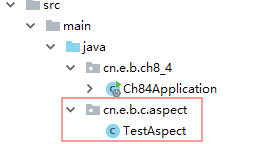 src
main
java
cn.e.b.ch8_4
Ch84Application
cn.e.b.c.aspect
TestAspect